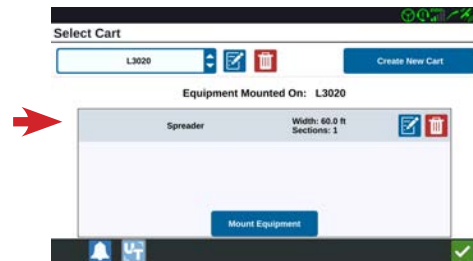 Select Cart
L3020
Create New Cart
Equipment Mounted On: L3020
Spreader
Width: 60.0 ft
Sections: 1
Mount Equipment
UT